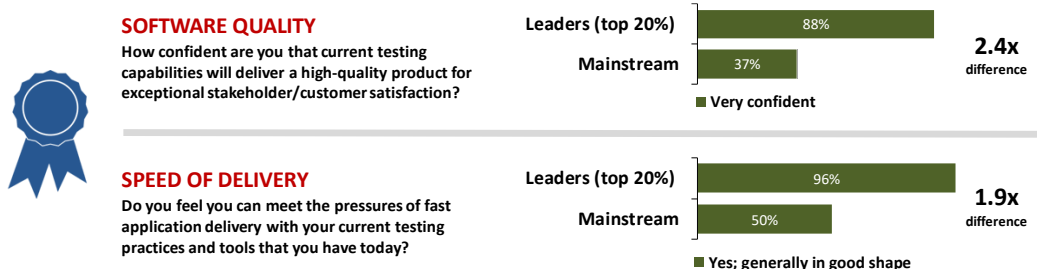 SOFTWARE QUALITY
How confident are you that current testing
capabilities will deliver a high-quality product for
exceptional stakeholder/customer satisfaction?
Leaders (top 20%)
88%
Mainstream
37%
Very confident
2.4x
difference
SPEED OF DELIVERY
Do you feel you can meet the pressures of fast
application delivery with your current testing
practices and tools that you have today?
Leaders (top 20%)
96%
Mainstream
50%
Yes; generally in good shape
1.9x
difference